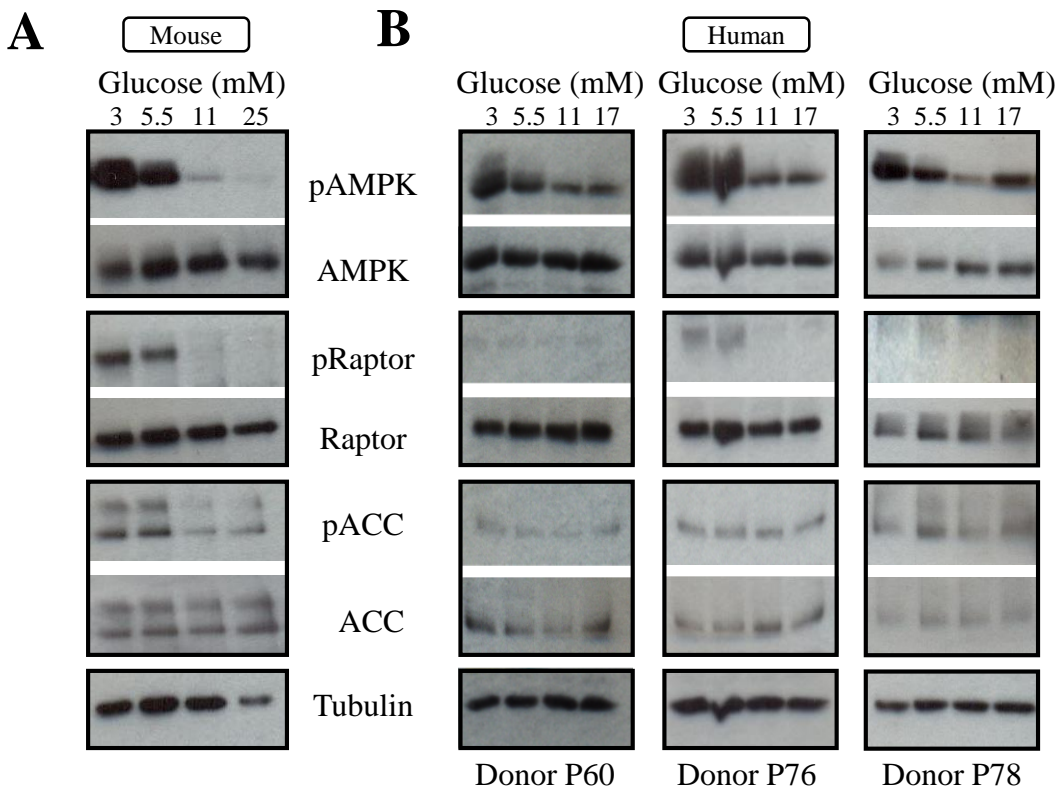 A
Mouse
B
Human
Glucose (mM)
3 5.5 11 25
Glucose (mM)
3 5.5 11 17
Glucose (mM)
3 5.5 11 17
Glucose (mM)
3 5.5 11 17
pAMPK
AMPK
pRaptor
Raptor
pACC
ACC
Tubulin
Donor P60
Donor P76
Donor P78